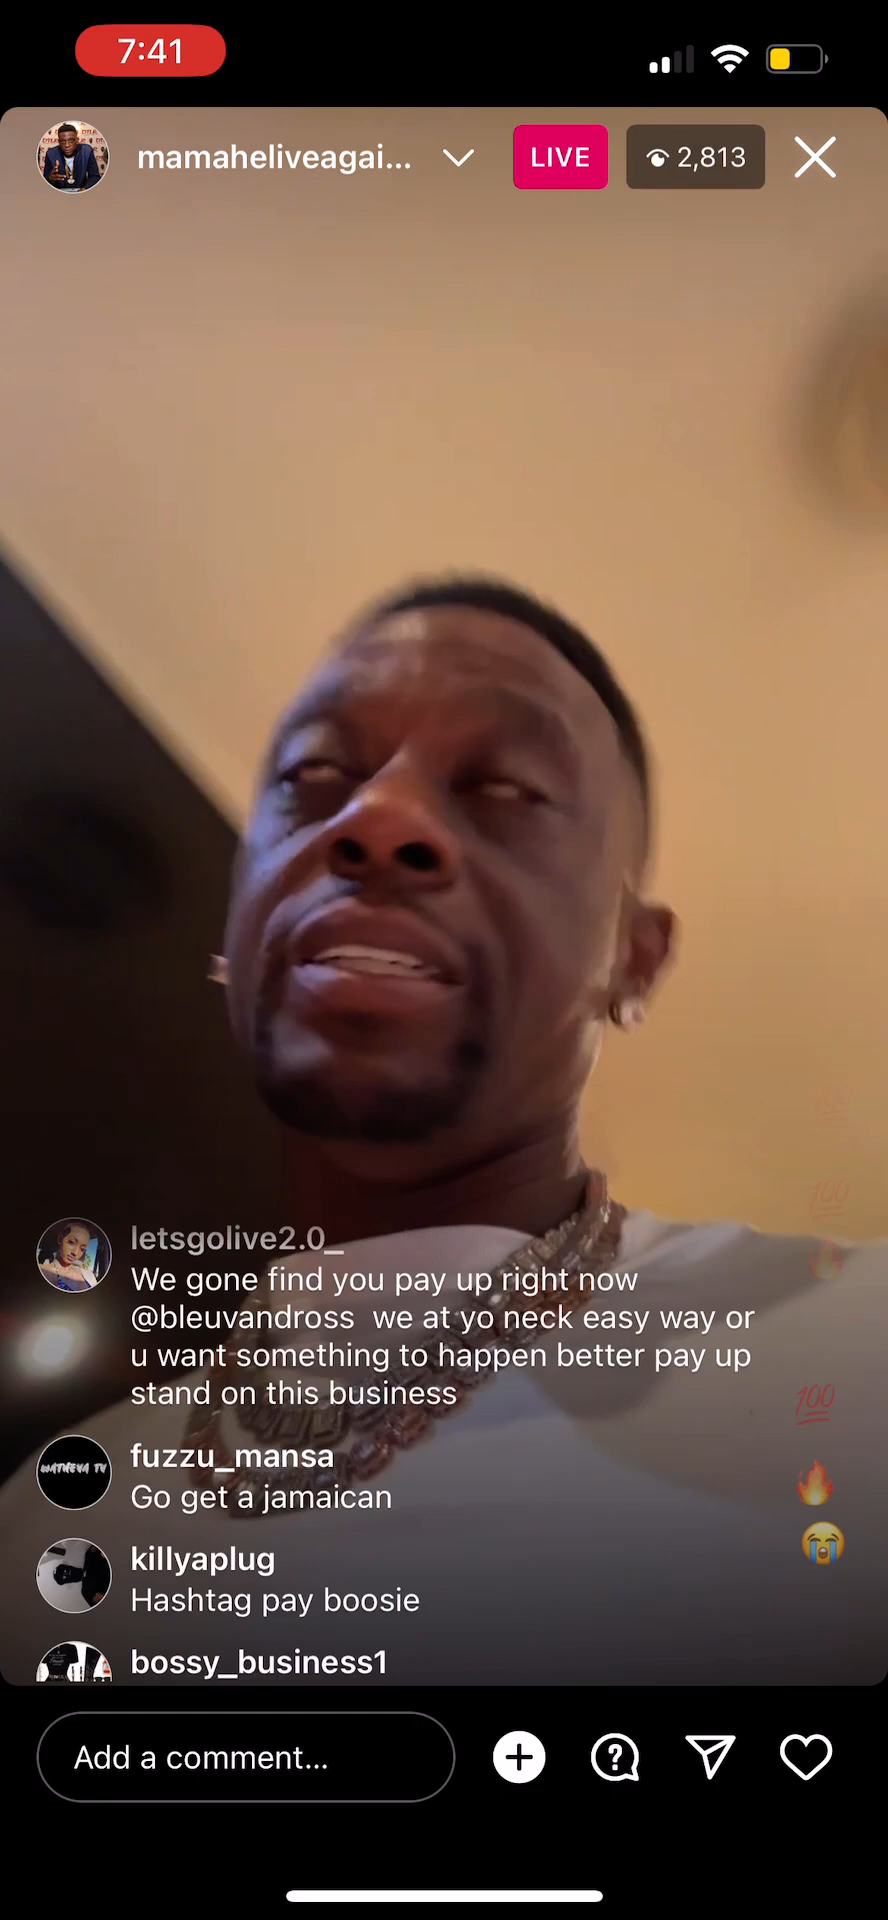 7:41
mamaheliveagai...
LIVE
2,813
letsgolive2.0_
We gone find you pay up right now
@bleuvandross we at yo neck easy way or
u want something to happen better pay up
stand on this business
fuzzu_mansa
Go get a jamaican
killyaplug
Hashtag pay boosie
bossy_business1
Add a comment...